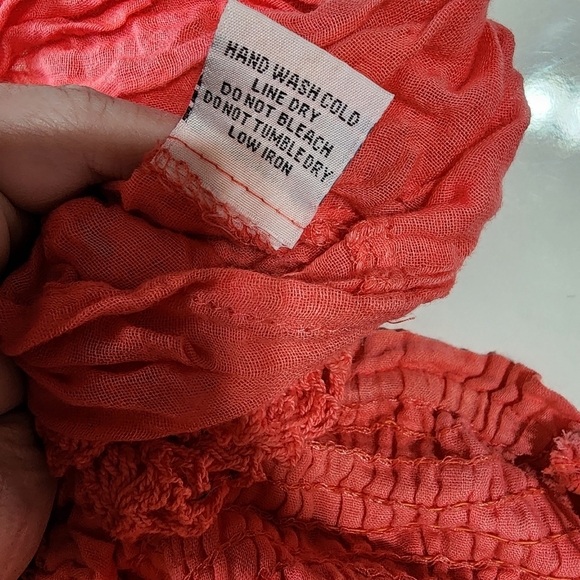 HAND WASH COLD
LINE DRY
DO NOT BLEACH
DO NOT TUMBLE DRY
LOW IRON